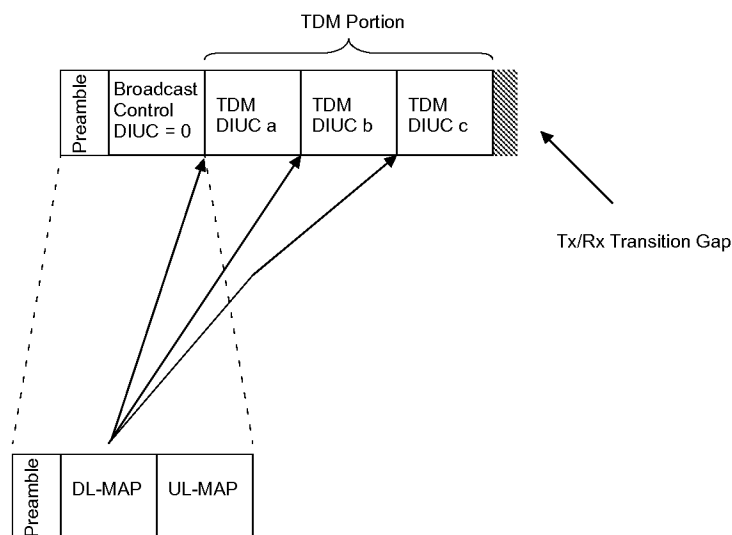 TDM Portion
Preamble
Broadcast
Control
DIUC = 0
TDM
DIUC a
TDM
DIUC b
TDM
DIUC c
Tx/Rx Transition Gap
Preamble
DL-MAP
UL-MAP